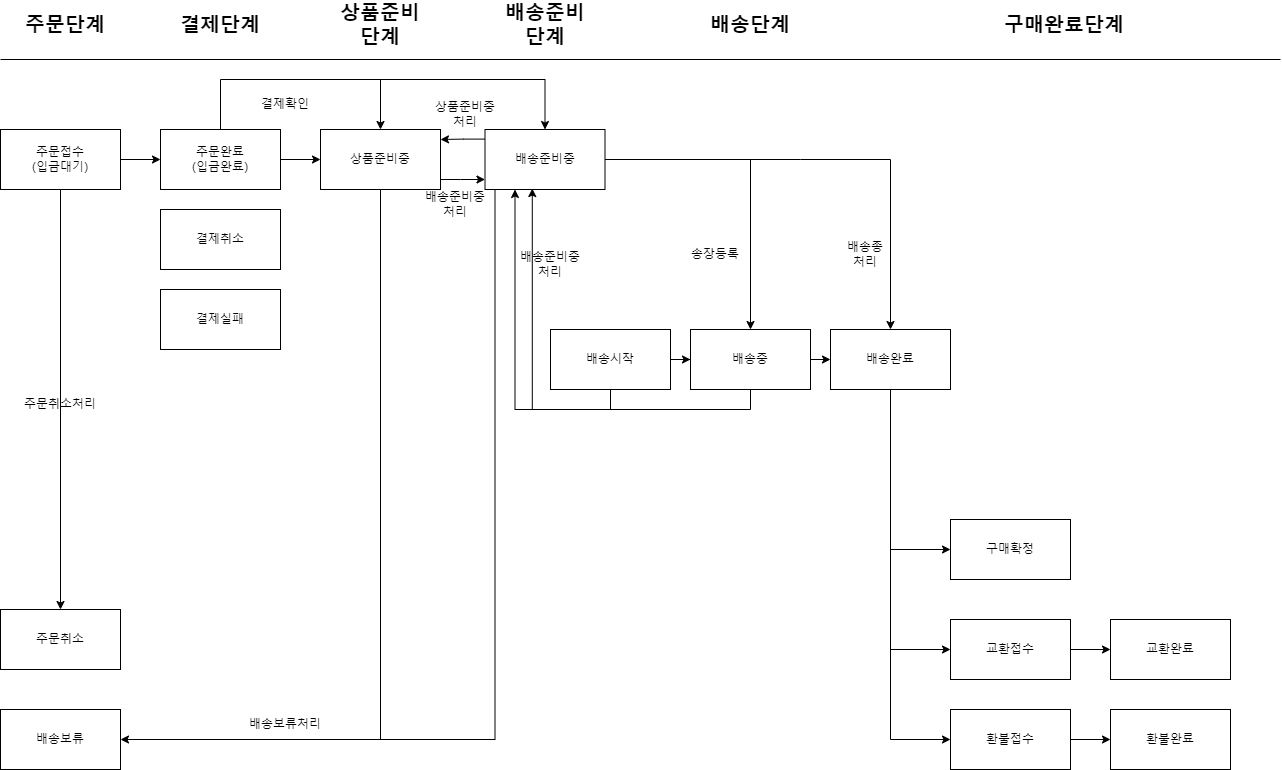 주문단계
결제단계
상품준비
단계
배송준비
단계
배송단계
구매완료단계
결제확인
상품준비중
처리
주문접수
(입금대기)
주문완료
(입금완료)
상품준비중
배송준비중
배송준비중
처리
결제취소
배송준비중
처리
송장등록
배송종
처리
결제실패
배송시작
배송중
배송완료
주문취소처리
구매확정
주문취소
교환접수
교환완료
배송보류처리
배송보류
환불접수
환불완료